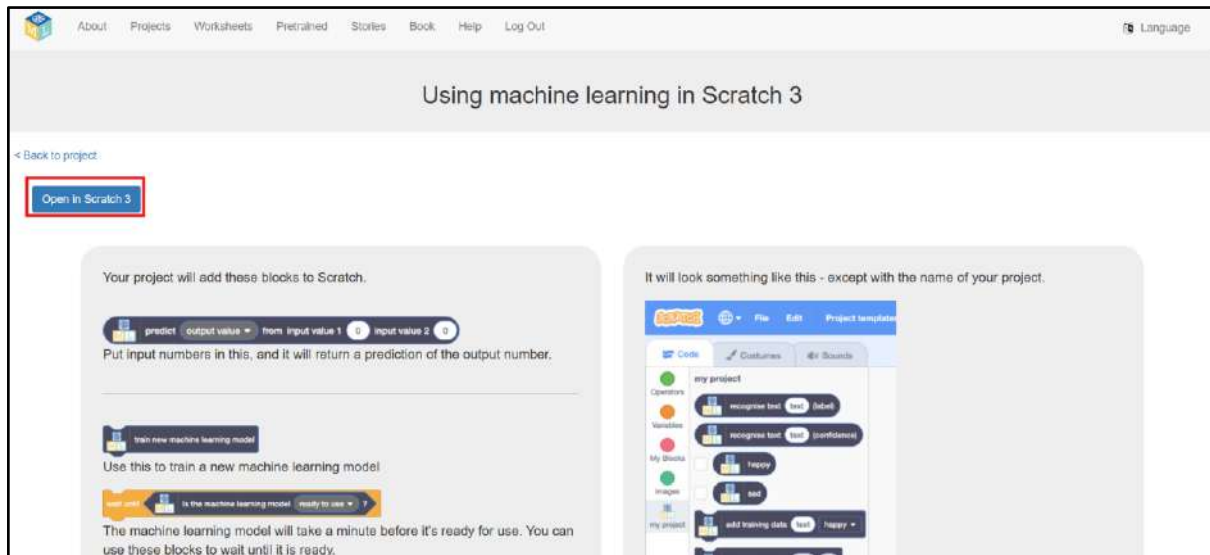 About Projects Worksheets Pretrained Stories Book Help Log Out Language
Using machine learning in Scratch 3
< Back to project
Open in Scratch 3
Your project will add these blocks to Scratch.
predict output value from input value 1 0 input value 2 0
Put input numbers in this, and it will return a prediction of the output number.
train new machine learning model
Use this to train a new machine learning model
wait until is the machine learning model ready to use ?
The machine learning model will take a minute before it's ready for use. You can
use these blocks to wait until it is ready.
It will look something like this - except with the name of your project.
SCRATCH File Edit Project templates
Code Costumes Sounds
my project
Operators
recognise text text (label)
Variables
recognise text text (confidence)
My Blocks
happy
Images
sad
my project
add training data text happy